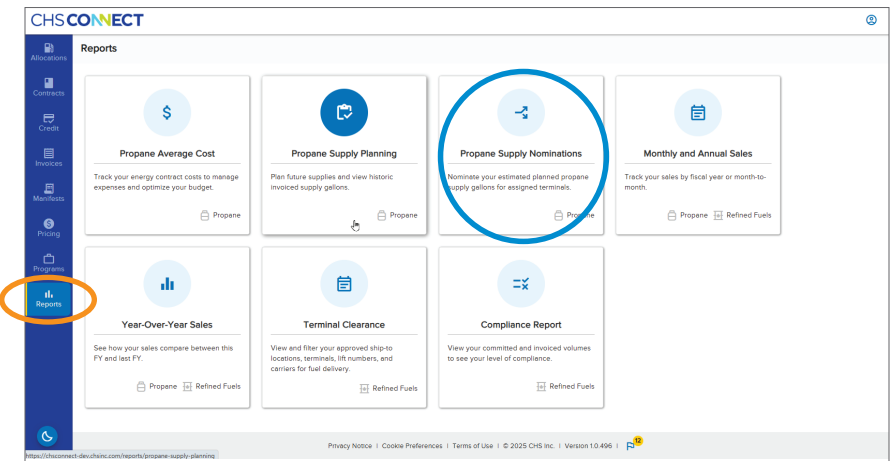 CHSCONNECT
Reports
Allocations
Contracts
Credit
Invoices
Manifests
Pricing
Programs
Reports
$
Propane Average Cost
Track your energy contract costs to manage
expenses and optimize your budget.
Propane
Propane Supply Planning
Plan future supplies and view historic
invoiced supply gallons.
Propane
Propane Supply Nominations
Nominate your estimated planned propane
supply gallons for assigned terminals.
Propane
Monthly and Annual Sales
Track your sales by fiscal year or month-to-
month.
Propane Refined Fuels
Year-Over-Year Sales
See how your sales compare between this
FY and last FY.
Propane Refined Fuels
Terminal Clearance
View and filter your approved ship-to
locations, terminals, lift numbers, and
carriers for fuel delivery.
Refined Fuels
Compliance Report
View your committed and invoiced volumes
to see your level of compliance.
Refined Fuels
Privacy Notice | Cookie Preferences | Terms of Use | © 2025 CHS Inc. | Version 1.0.496 | 12
https://chsconnect-dev.chsinc.com/reports/propane-supply-planning